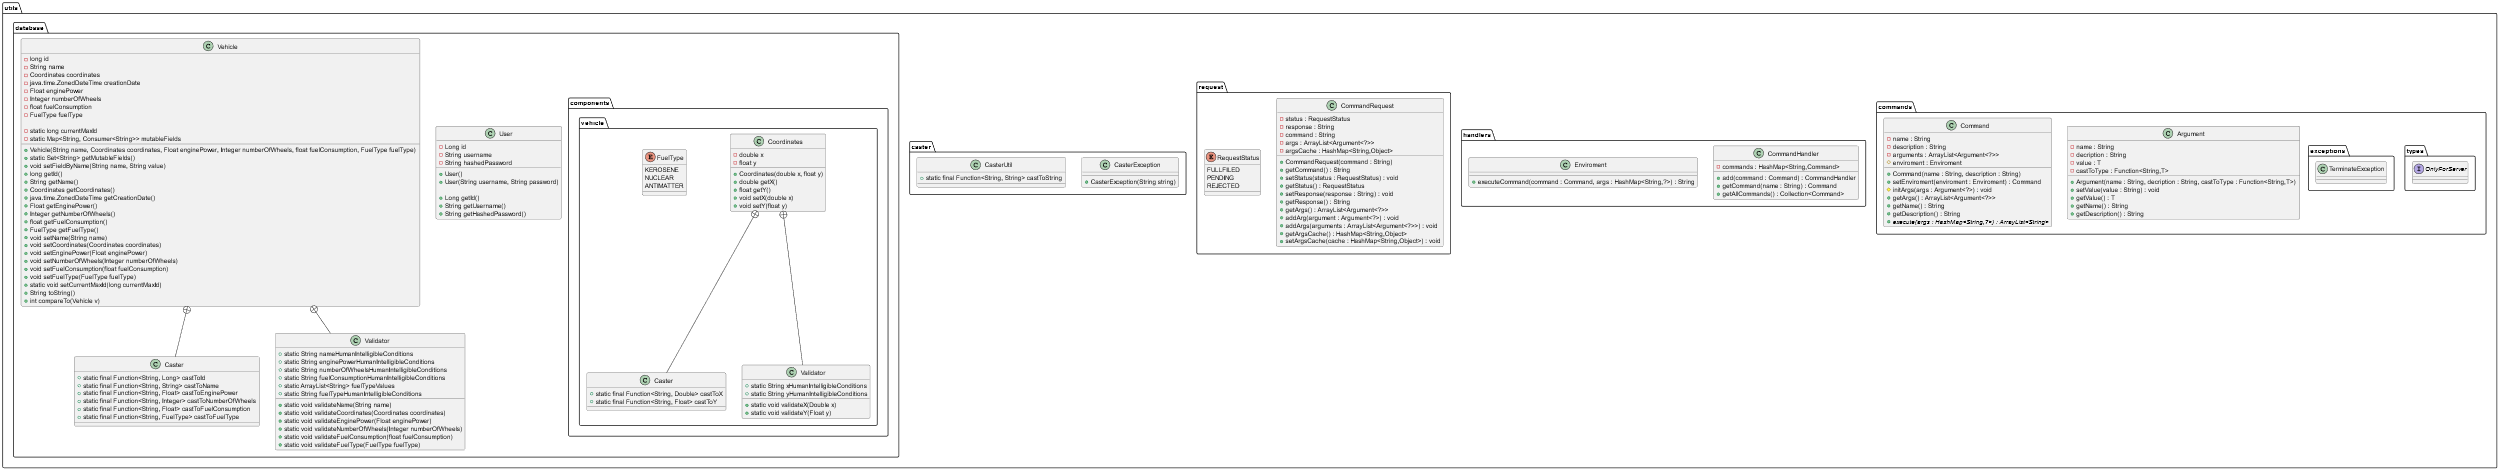 utils
database
C Vehicle
long id
String name
Coordinates coordinates
java.time.ZonedDateTime creationDate
Float enginePower
Integer numberOfWheels
float fuelConsumption
FuelType fuelType
static long currentMaxId
static Map<String, Consumer<String>> mutableFields
Vehicle(String name, Coordinates coordinates, Float enginePower, Integer numberOfWheels, float fuelConsumption, FuelType fuelType)
static Set<String> getMutableFields()
void setFieldByName(String name, String value)
long getId()
String getName()
Coordinates getCoordinates()
java.time.ZonedDateTime getCreationDate()
Float getEnginePower()
Integer getNumberOfWheels()
float getFuelConsumption()
FuelType getFuelType()
void setName(String name)
void setCoordinates(Coordinates coordinates)
void setEnginePower(Float enginePower)
void setNumberOfWheels(Integer numberOfWheels)
void setFuelConsumption(float fuelConsumption)
void setFuelType(FuelType fuelType)
static void setCurrentMaxId(long currentMaxId)
String toString()
int compareTo(Vehicle v)
C Caster
static final Function<String, Long> castToId
static final Function<String, String> castToName
static final Function<String, Float> castToEnginePower
static final Function<String, Integer> castToNumberOfWheels
static final Function<String, Float> castToFuelConsumption
static final Function<String, FuelType> castToFuelType
C Validator
static String nameHumanIntelligibleConditions
static String enginePowerHumanIntelligibleConditions
static String numberOfWheelsHumanIntelligibleConditions
static String fuelConsumptionHumanIntelligibleConditions
static ArrayList<String> fuelTypeValues
static String fuelTypeHumanIntelligibleConditions
static void validateName(String name)
static void validateCoordinates(Coordinates coordinates)
static void validateEnginePower(Float enginePower)
static void validateNumberOfWheels(Integer numberOfWheels)
static void validateFuelConsumption(float fuelConsumption)
static void validateFuelType(FuelType fuelType)
C User
Long id
String username
String hashedPassword
User()
User(String username, String password)
Long getId()
String getUsername()
String getHashedPassword()
components
vehicle
E FuelType
KEROSENE
NUCLEAR
ANTIMATTER
C Coordinates
double x
float y
Coordinates(double x, float y)
double getX()
float getY()
void setX(double x)
void setY(float y)
C Caster
static final Function<String, Double> castToX
static final Function<String, Float> castToY
C Validator
static String xHumanIntelligibleConditions
static String yHumanIntelligibleConditions
static void validateX(Double x)
static void validateY(Float y)
caster
C CasterUtil
static final Function<String, String> castToString
C CasterException
CasterException(String string)
request
E RequestStatus
FULLFILED
PENDING
REJECTED
C CommandRequest
status : RequestStatus
response : String
command : String
args : ArrayList<Argument<?>>
argsCache : HashMap<String,Object>
CommandRequest(command : String)
getCommand() : String
setStatus(status : RequestStatus) : void
getStatus() : RequestStatus
setResponse(response : String) : void
getResponse() : String
getArgs() : ArrayList<Argument<?>>
addArg(argument : Argument<?>) : void
addArgs(arguments : ArrayList<Argument<?>>) : void
getArgsCache() : HashMap<String,Object>
setArgsCache(cache : HashMap<String,Object>) : void
handlers
C Enviroment
executeCommand(command : Command, args : HashMap<String,?>) : String
C CommandHandler
commands : HashMap<String,Command>
add(command : Command) : CommandHandler
getCommand(name : String) : Command
getAllCommands() : Collection<Command>
commands
C Command
name : String
description : String
arguments : ArrayList<Argument<?>>
enviroment : Enviroment
Command(name : String, description : String)
setEnviroment(enviroment : Enviroment) : Command
initArgs(args : Argument<?>) : void
getArgs() : ArrayList<Argument<?>>
getName() : String
getDescription() : String
execute(args : HashMap<String,?>) : ArrayList<String>
C Argument
name : String
decription : String
value : T
castToType : Function<String,T>
Argument(name : String, decription : String, castToType : Function<String,T>)
setValue(value : String) : void
getValue() : T
getName() : String
getDescription() : String
exceptions
C TerminateException
types
I OnlyForServer